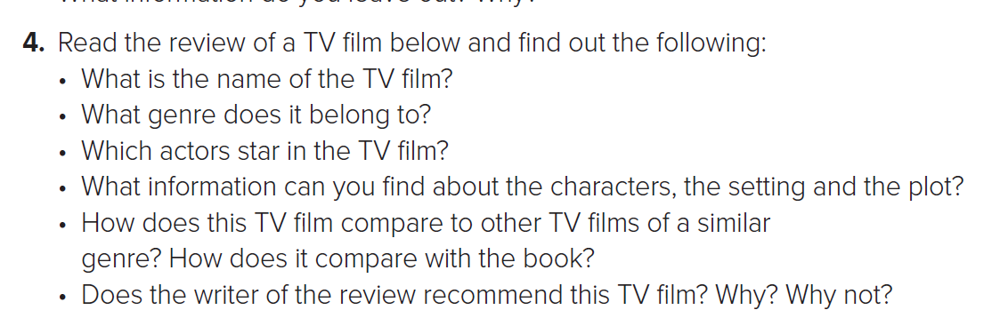 4. Read the review of a TV film below and find out the following:
• What is the name of the TV film?
• What genre does it belong to?
• Which actors star in the TV film?
• What information can you find about the characters, the setting and the plot?
• How does this TV film compare to other TV films of a similar
genre? How does it compare with the book?
• Does the writer of the review recommend this TV film? Why? Why not?